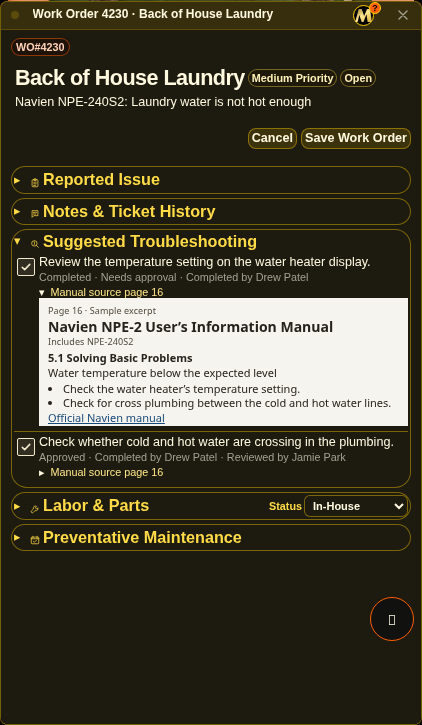 Work Order 4230 · Back of House Laundry
M ?
WO#4230
Back of House Laundry Medium Priority Open
Navien NPE-240S2: Laundry water is not hot enough
Cancel Save Work Order
Reported Issue
Notes & Ticket History
Suggested Troubleshooting
Review the temperature setting on the water heater display.
Completed · Needs approval · Completed by Drew Patel
Manual source page 16
Page 16 · Sample excerpt
Navien NPE-2 User’s Information Manual
Includes NPE-240S2
5.1 Solving Basic Problems
Water temperature below the expected level
• Check the water heater’s temperature setting.
• Check for cross plumbing between the cold and hot water lines.
Official Navien manual
Check whether cold and hot water are crossing in the plumbing.
Approved · Completed by Drew Patel · Reviewed by Jamie Park
Manual source page 16
Labor & Parts Status In-House
Preventative Maintenance